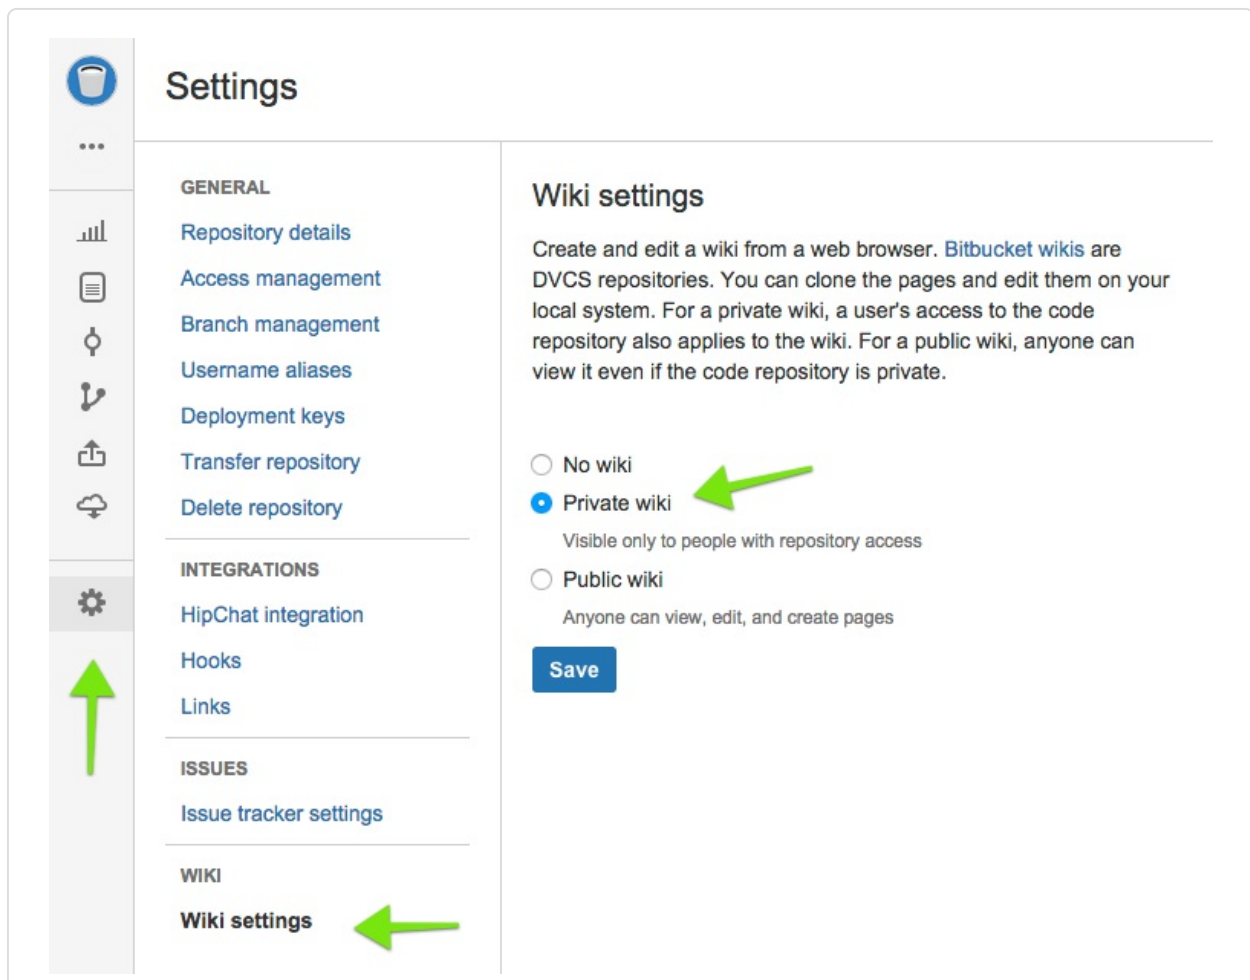 Settings
GENERAL
Repository details
Access management
Branch management
Username aliases
Deployment keys
Transfer repository
Delete repository
INTEGRATIONS
HipChat integration
Hooks
Links
ISSUES
Issue tracker settings
WIKI
Wiki settings
Wiki settings
Create and edit a wiki from a web browser. Bitbucket wikis are
DVCS repositories. You can clone the pages and edit them on your
local system. For a private wiki, a user's access to the code
repository also applies to the wiki. For a public wiki, anyone can
view it even if the code repository is private.
No wiki
Private wiki
Visible only to people with repository access
Public wiki
Anyone can view, edit, and create pages
Save